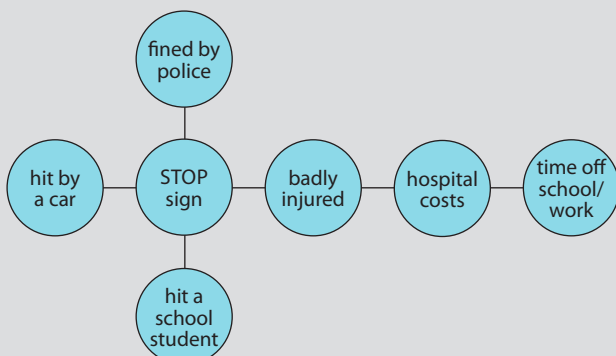 fined by
police
hit by
a car
STOP
sign
badly
injured
hospital
costs
time off
school/
work
hit a
school
student